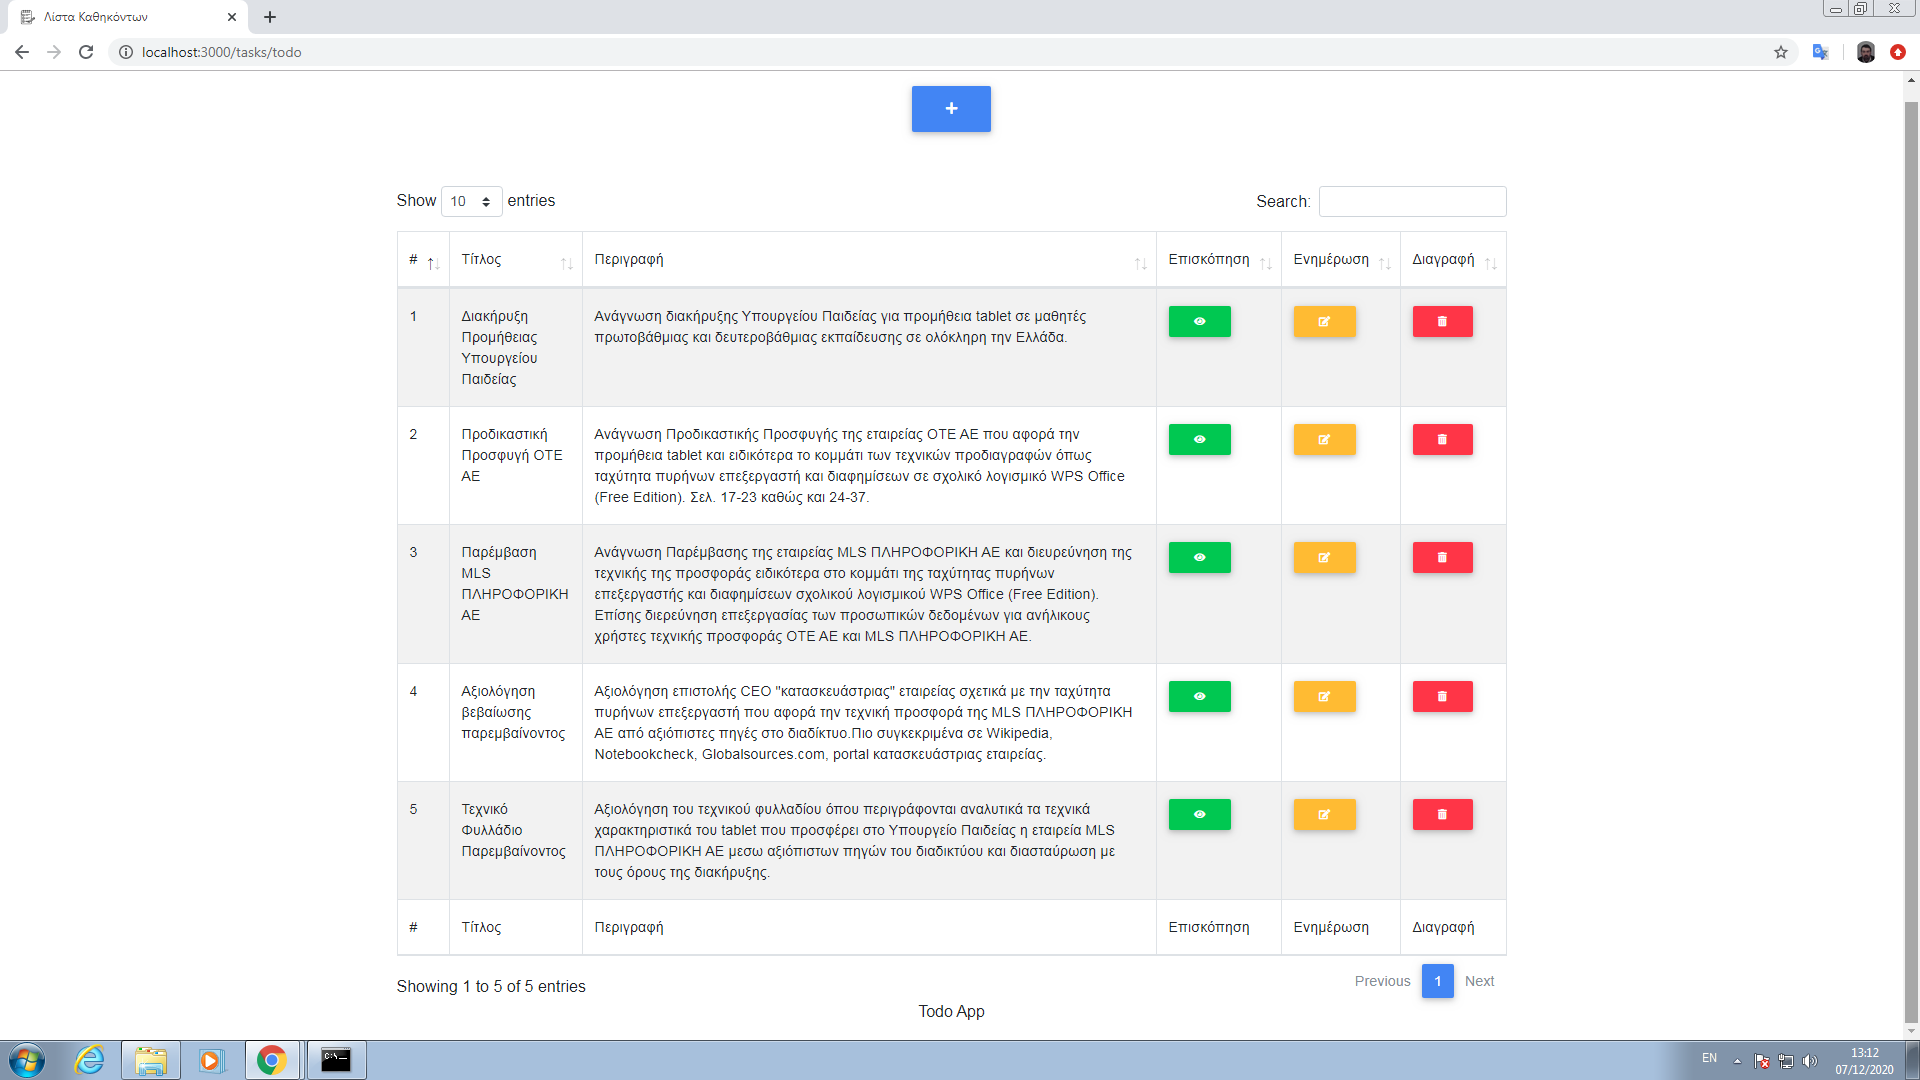 Λίστα Καθηκόντων
localhost:3000/tasks/todo
+
Show 10 entries
Search:
# Τίτλος Περιγραφή Επισκόπηση Ενημέρωση Διαγραφή
1
Διακήρυξη
Προμήθειας
Υπουργείου
Παιδείας
Ανάγνωση διακήρυξης Υπουργείου Παιδείας για προμήθεια tablet σε μαθητές
πρωτοβάθμιας και δευτεροβάθμιας εκπαίδευσης σε ολόκληρη την Ελλάδα.
2
Προδικαστική
Προσφυγή ΟΤΕ
ΑΕ
Ανάγνωση Προδικαστικής Προσφυγής της εταιρείας ΟΤΕ ΑΕ που αφορά την
προμήθεια tablet και ειδικότερα το κομμάτι των τεχνικών προδιαγραφών όπως
ταχύτητα πυρήνων επεξεργαστή και διαφημίσεων σε σχολικό λογισμικό WPS Office
(Free Edition). Σελ. 17-23 καθώς και 24-37.
3
Παρέμβαση
MLS
ΠΛΗΡΟΦΟΡΙΚΗ
ΑΕ
Ανάγνωση Παρέμβασης της εταιρείας MLS ΠΛΗΡΟΦΟΡΙΚΗ ΑΕ και διευρεύνηση της
τεχνικής της προσφοράς ειδικότερα στο κομμάτι της ταχύτητας πυρήνων
επεξεργαστής και διαφημίσεων σχολικού λογισμικού WPS Office (Free Edition).
Επίσης διερεύνηση επεξεργασίας των προσωπικών δεδομένων για ανήλικους
χρήστες τεχνικής προσφοράς ΟΤΕ ΑΕ και MLS ΠΛΗΡΟΦΟΡΙΚΗ ΑΕ.
4
Αξιολόγηση
βεβαίωσης
παρεμβαίνοντος
Αξιολόγηση επιστολής CEO "κατασκευάστριας" εταιρείας σχετικά με την ταχύτητα
πυρήνων επεξεργαστή που αφορά την τεχνική προσφορά της MLS ΠΛΗΡΟΦΟΡΙΚΗ
ΑΕ από αξιόπιστες πηγές στο διαδίκτυο.Πιο συγκεκριμένα σε Wikipedia,
Notebookcheck, Globalsources.com, portal κατασκευάστριας εταιρείας.
5
Τεχνικό
Φυλλάδιο
Παρεμβαίνοντος
Αξιολόγηση του τεχνικού φυλλαδίου όπου περιγράφονται αναλυτικά τα τεχνικά
χαρακτηριστικά του tablet που προσφέρει στο Υπουργείο Παιδείας η εταιρεία MLS
ΠΛΗΡΟΦΟΡΙΚΗ ΑΕ μεσω αξιόπιστων πηγών του διαδικτύου και διασταύρωση με
τους όρους της διακήρυξης.
# Τίτλος Περιγραφή Επισκόπηση Ενημέρωση Διαγραφή
Showing 1 to 5 of 5 entries
Previous 1 Next
Todo App
EN
13:12
07/12/2020